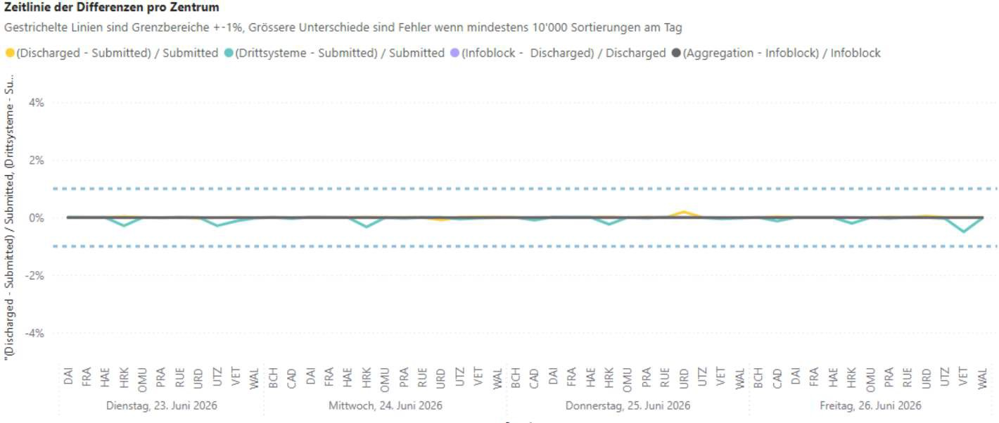 Zeitlinie der Differenzen pro Zentrum
Gestrichelte Linien sind Grenzbereiche +-1%, Grössere Unterschiede sind Fehler wenn mindestens 10'000 Sortierungen am Tag
(Discharged - Submitted) / Submitted (Drittsysteme - Submitted) / Submitted (Infoblock - Discharged) / Discharged (Aggregation - Infoblock) / Infoblock
"(Discharged - Submitted) / Submitted, (Drittsysteme - Su...
4%
2%
0%
-2%
-4%
DAI FRA HAE HRK OMU PRA RUE URD UTZ VET WAL BCH CAD DAI FRA HAE HRK OMU PRA RUE URD UTZ VET WAL BCH CAD DAI FRA HAE HRK OMU PRA RUE URD UTZ VET WAL BCH CAD DAI FRA HAE HRK OMU PRA RUE URD UTZ VET WAL
Dienstag, 23. Juni 2026 Mittwoch, 24. Juni 2026 Donnerstag, 25. Juni 2026 Freitag, 26. Juni 2026